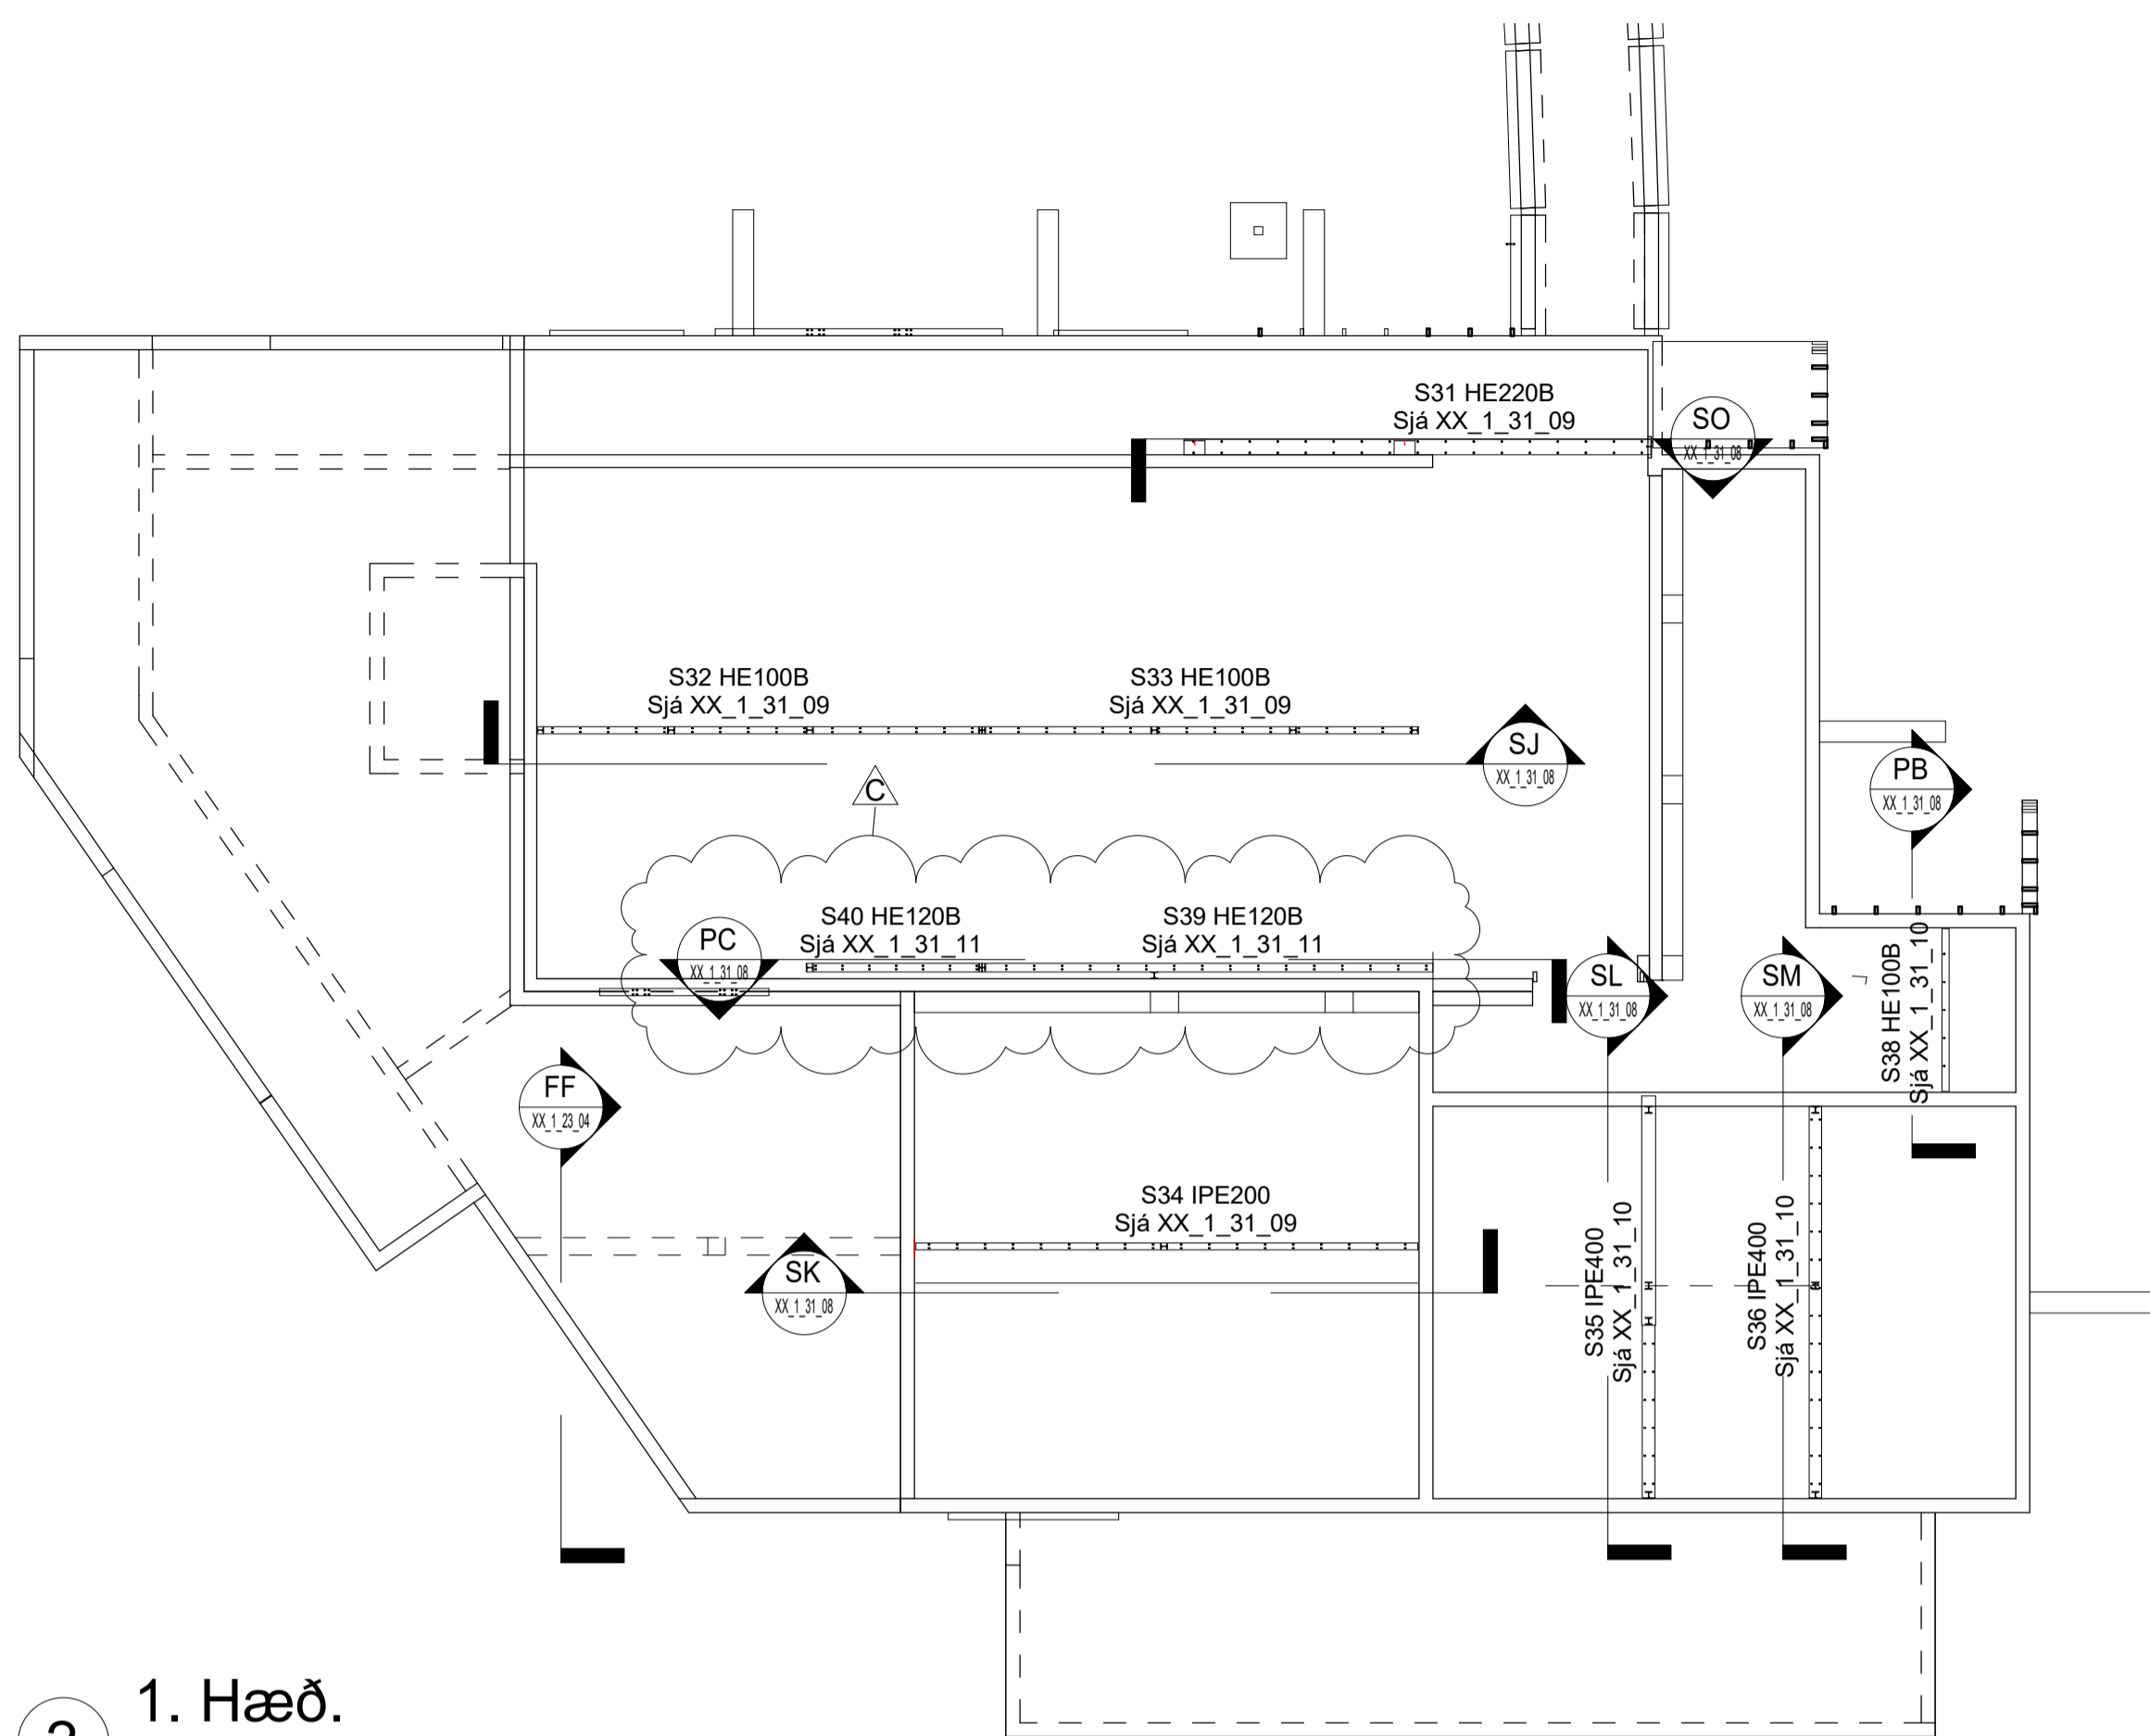 S31 HE220B
Sjá XX_1_31_09
SO
XX_1_31_08
S32 HE100B
Sjá XX_1_31_09
S33 HE100B
Sjá XX_1_31_09
SJ
XX_1_31_08
PB
XX_1_31_08
C
S40 HE120B
Sjá XX_1_31_11
S39 HE120B
Sjá XX_1_31_11
PC
XX_1_31_08
SL
XX_1_31_08
SM
XX_1_31_08
S38 HE100B
Sjá XX_1_31_10
FF
XX_1_23_04
S34 IPE200
Sjá XX_1_31_09
SK
XX_1_31_08
S35 IPE400
Sjá XX_1_31_10
S36 IPE400
Sjá XX_1_31_10
1. Hæð.